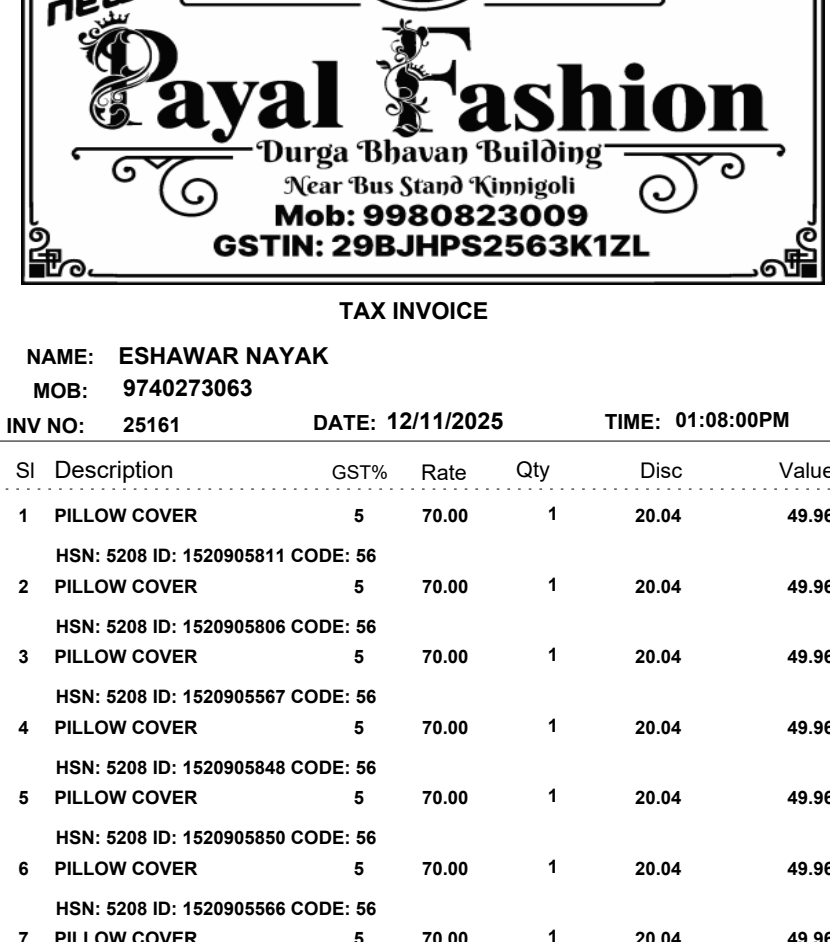 new
Payal Fashion
Durga Bhavan Building
Near Bus Stand Kinnigoli
Mob: 9980823009
GSTIN: 29BJHPS2563K1ZL
TAX INVOICE
NAME: ESHAWAR NAYAK
MOB: 9740273063
INV NO: 25161 DATE: 12/11/2025 TIME: 01:08:00PM
Sl Description GST% Rate Qty Disc Value
1 PILLOW COVER 5 70.00 1 20.04 49.96
HSN: 5208 ID: 1520905811 CODE: 56
2 PILLOW COVER 5 70.00 1 20.04 49.96
HSN: 5208 ID: 1520905806 CODE: 56
3 PILLOW COVER 5 70.00 1 20.04 49.96
HSN: 5208 ID: 1520905567 CODE: 56
4 PILLOW COVER 5 70.00 1 20.04 49.96
HSN: 5208 ID: 1520905848 CODE: 56
5 PILLOW COVER 5 70.00 1 20.04 49.96
HSN: 5208 ID: 1520905850 CODE: 56
6 PILLOW COVER 5 70.00 1 20.04 49.96
HSN: 5208 ID: 1520905566 CODE: 56
7 PILLOW COVER 5 70.00 1 20.04 49.96